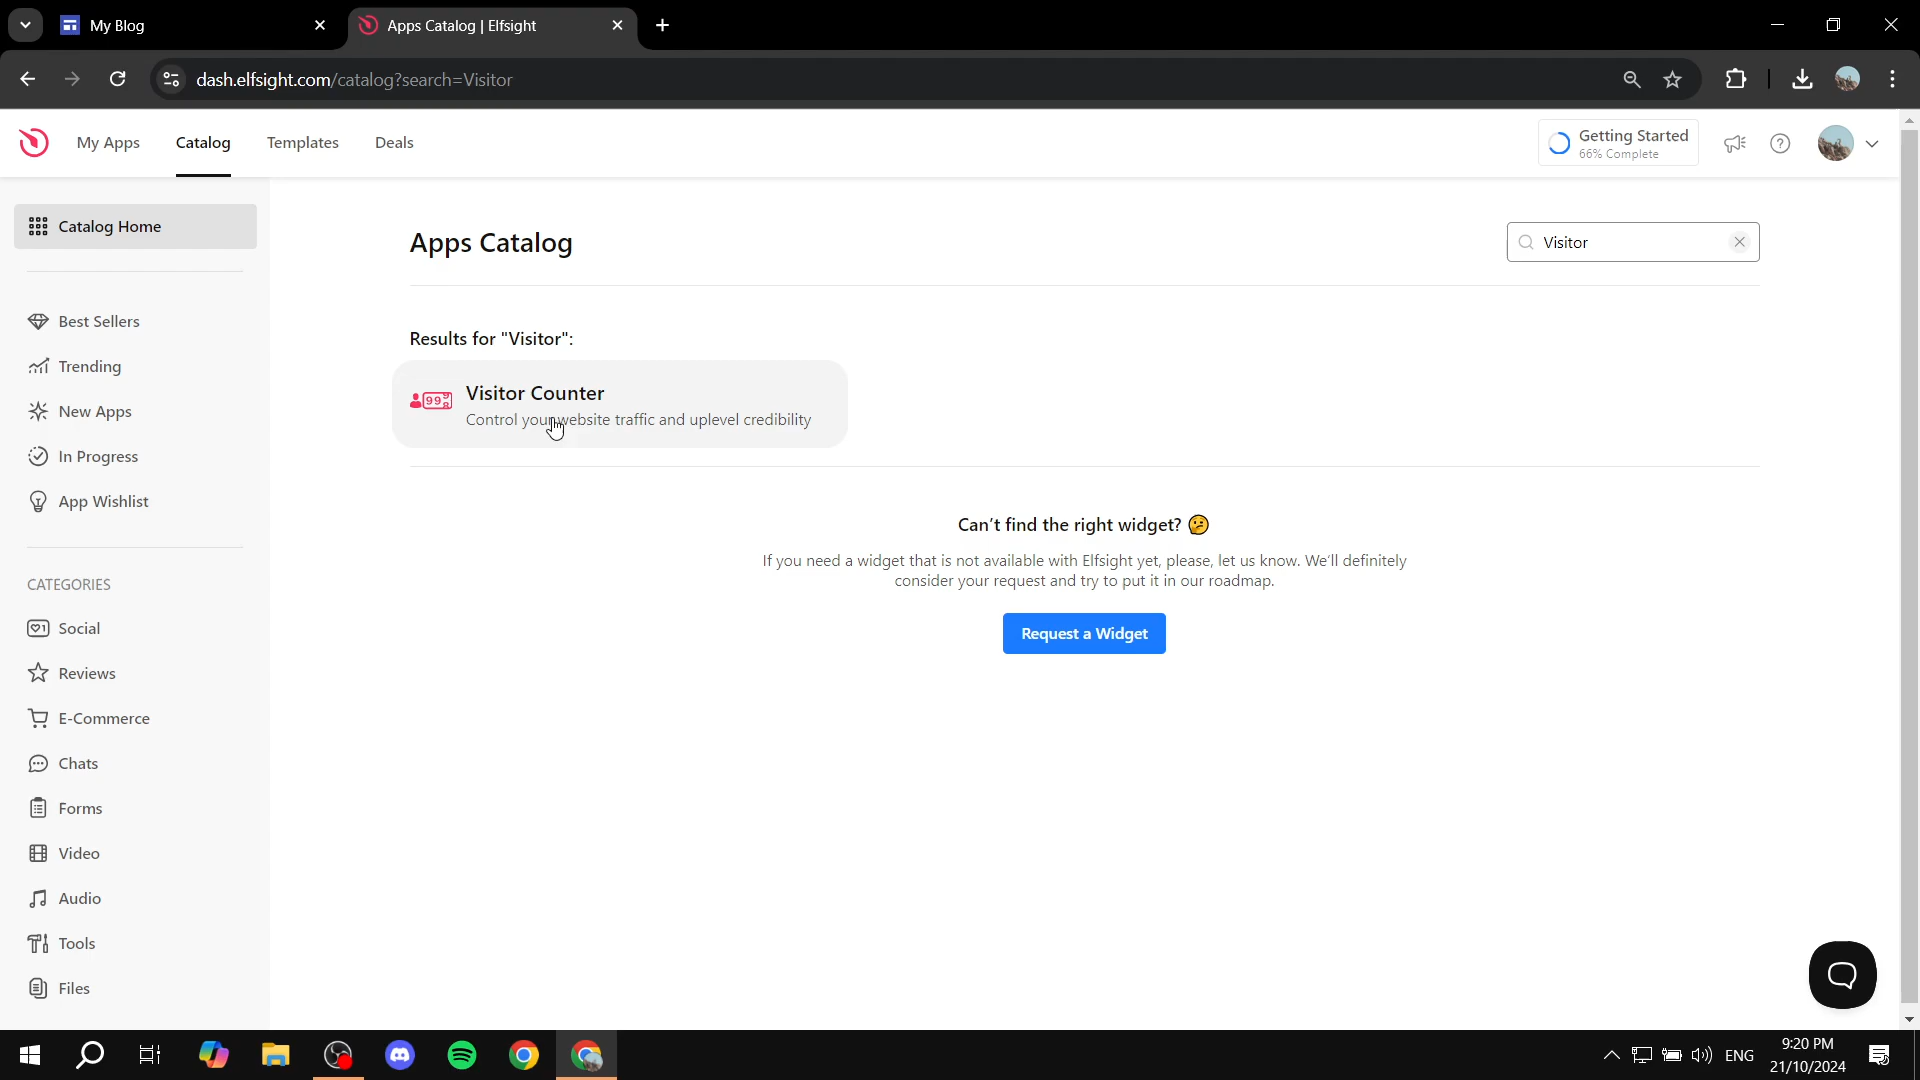 My Blog
Apps Catalog | Elfsight
dash.elfsight.com/catalog?search=Visitor
My Apps
Catalog
Templates
Deals
Getting Started
66% Complete
Catalog Home
Best Sellers
Trending
New Apps
In Progress
App Wishlist
CATEGORIES
Social
Reviews
E-Commerce
Chats
Forms
Video
Audio
Tools
Files
Apps Catalog
Visitor
Results for "Visitor":
Visitor Counter
Control your website traffic and uplevel credibility
Can't find the right widget?
If you need a widget that is not available with Elfsight yet, please, let us know. We'll definitely
consider your request and try to put it in our roadmap.
Request a Widget
ENG
9:20 PM
21/10/2024